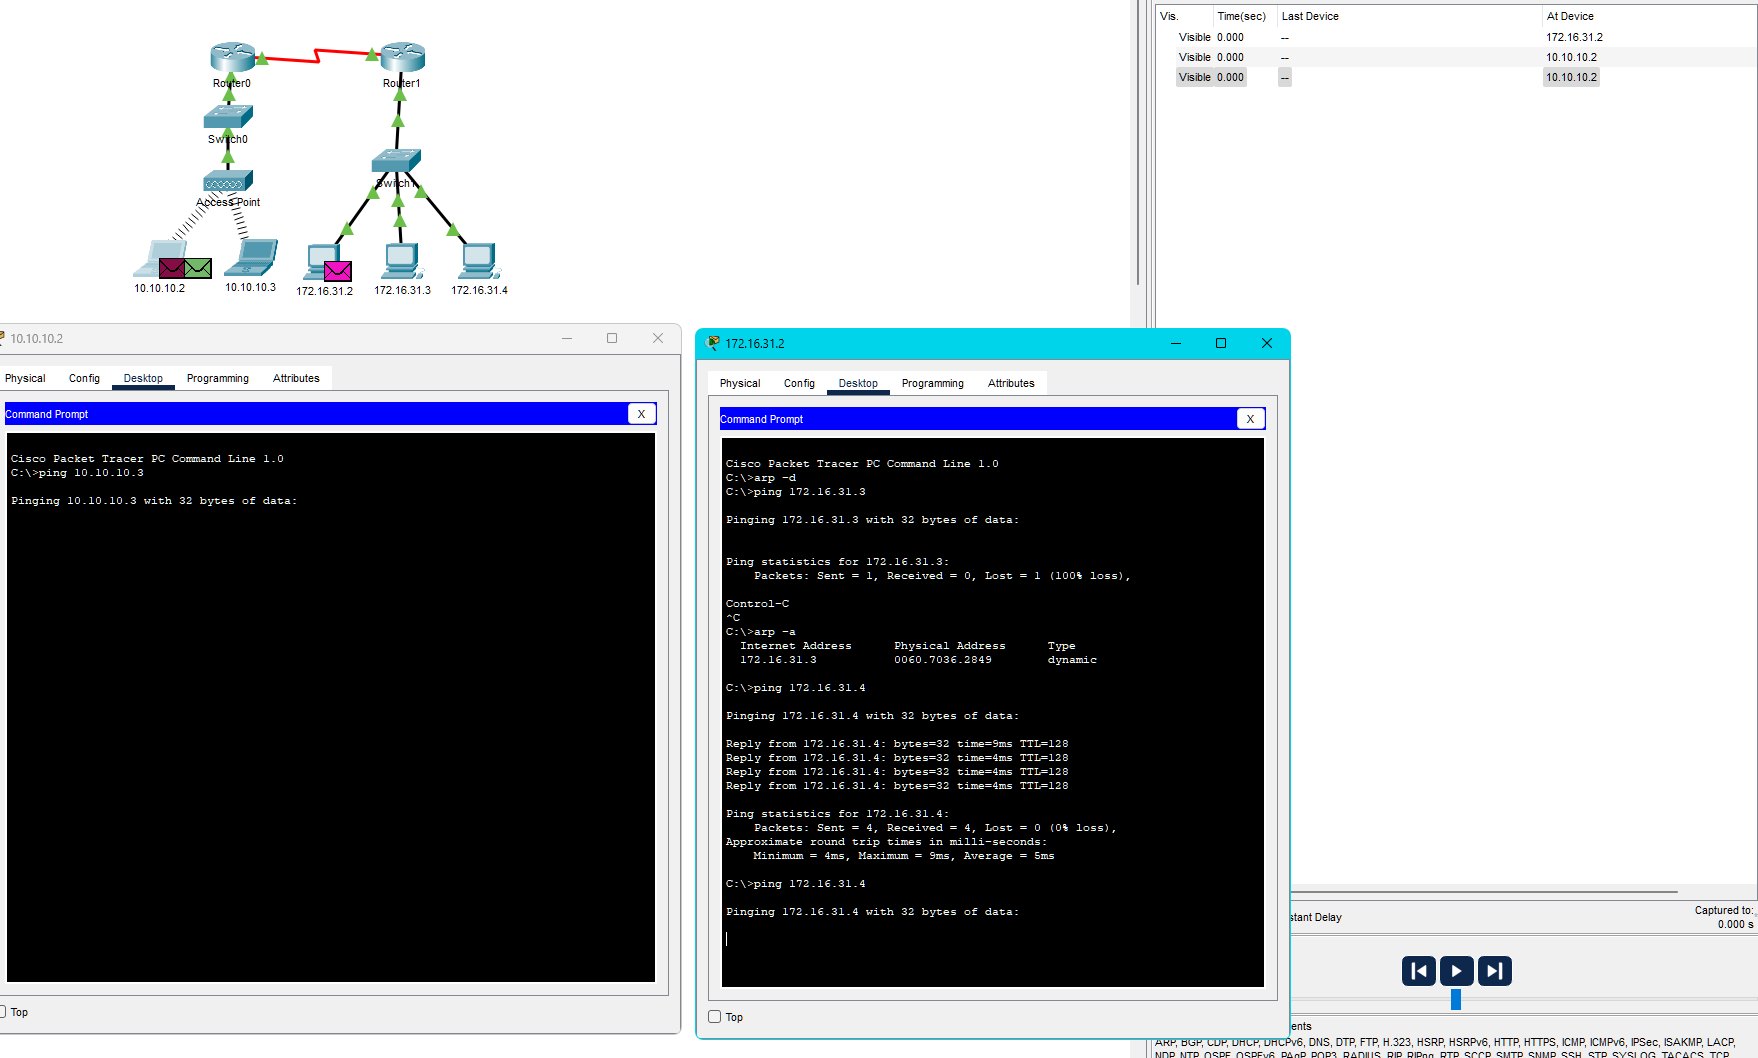 Vis. Time(sec) Last Device At Device
Visible 0.000 -- 172.16.31.2
Visible 0.000 -- 10.10.10.2
Visible 0.000 -- 10.10.10.2
Router0 Router1
Switch0
Switch1
Access Point
10.10.10.2 10.10.10.3 172.16.31.2 172.16.31.3 172.16.31.4
10.10.10.2
Physical Config Desktop Programming Attributes
Command Prompt X
Cisco Packet Tracer PC Command Line 1.0
C:\>ping 10.10.10.3
Pinging 10.10.10.3 with 32 bytes of data:
Top
172.16.31.2
Physical Config Desktop Programming Attributes
Command Prompt X
Cisco Packet Tracer PC Command Line 1.0
C:\>arp -d
C:\>ping 172.16.31.3
Pinging 172.16.31.3 with 32 bytes of data:
Ping statistics for 172.16.31.3:
Packets: Sent = 1, Received = 0, Lost = 1 (100% loss),
Control-C
^C
C:\>arp -a
Internet Address Physical Address Type
172.16.31.3 0060.7036.2849 dynamic
C:\>ping 172.16.31.4
Pinging 172.16.31.4 with 32 bytes of data:
Reply from 172.16.31.4: bytes=32 time=9ms TTL=128
Reply from 172.16.31.4: bytes=32 time=4ms TTL=128
Reply from 172.16.31.4: bytes=32 time=4ms TTL=128
Reply from 172.16.31.4: bytes=32 time=4ms TTL=128
Ping statistics for 172.16.31.4:
Packets: Sent = 4, Received = 4, Lost = 0 (0% loss),
Approximate round trip times in milli-seconds:
Minimum = 4ms, Maximum = 9ms, Average = 5ms
C:\>ping 172.16.31.4
Pinging 172.16.31.4 with 32 bytes of data:
Top
stant Delay Captured to:
0.000 s
ents
ARP, BGP, CDP, DHCP, DHCPv6, DNS, DTP, FTP, H.323, HSRP, HSRPv6, HTTP, HTTPS, ICMP, ICMPv6, IPSec, ISAKMP, LACP,
NDP, NTP, OSPF, OSPFv6, PAgP, POP3, RADIUS, RIP, RIPng, RTP, SCCP, SMTP, SNMP, SSH, STP, SYSLOG, TACACS, TCP,